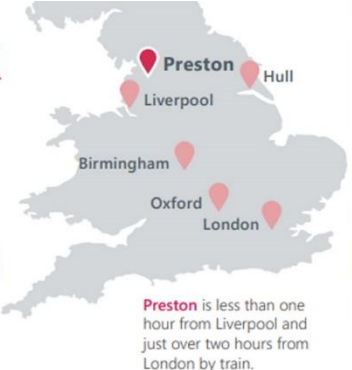 Preston
Hull
Liverpool
Birmingham
Oxford
London
Preston is less than one
hour from Liverpool and
just over two hours from
London by train.